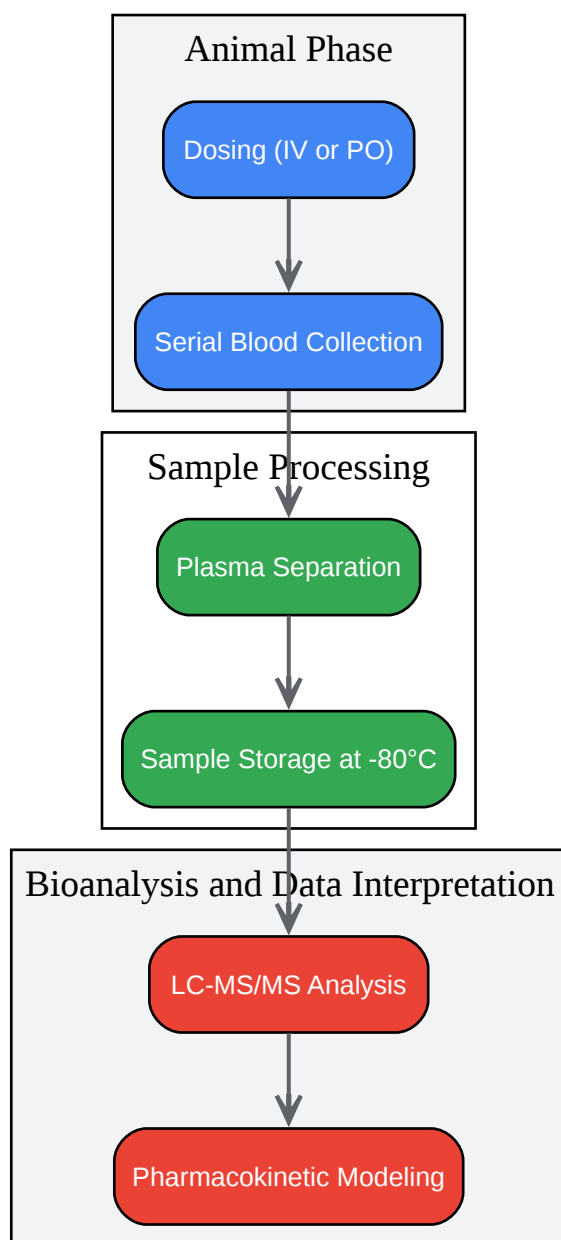 Animal Phase
Dosing (IV or PO)
Serial Blood Collection
Sample Processing
Plasma Separation
Sample Storage at -80°C
Bioanalysis and Data Interpretation
LC-MS/MS Analysis
Pharmacokinetic Modeling